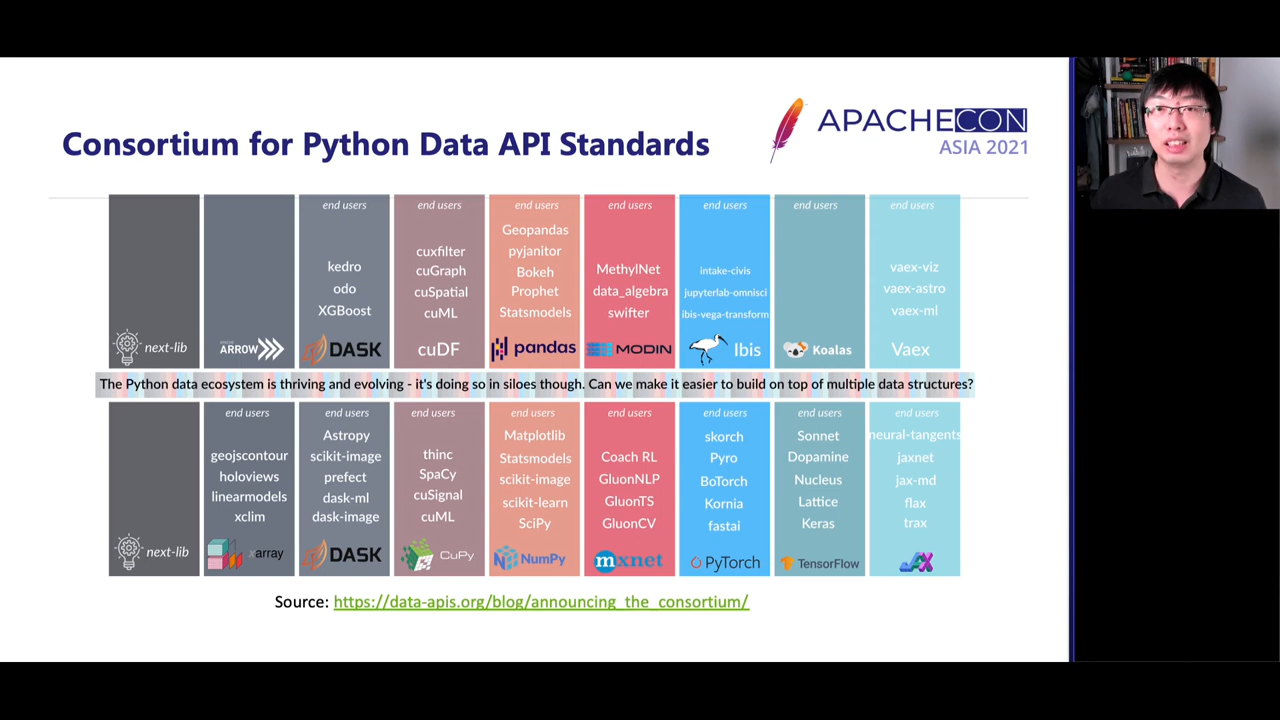 Consortium for Python Data API Standards
APACHECON
ASIA 2021
next-lib
APACHE
ARROW
end users
kedro
odo
XGBoost
DASK
end users
cuxfilter
cuGraph
cuSpatial
cuML
cuDF
end users
Geopandas
pyjanitor
Bokeh
Prophet
Statsmodels
pandas
end users
MethylNet
data_algebra
swifter
MODIN
end users
intake-civis
jupyterlab-omnisci
ibis-vega-transform
Ibis
end users
Koalas
end users
vaex-viz
vaex-astro
vaex-ml
Vaex
The Python data ecosystem is thriving and evolving - it's doing so in siloes though. Can we make it easier to build on top of multiple data structures?
next-lib
end users
geojscontour
holoviews
linearmodels
xclim
xarray
end users
Astropy
scikit-image
prefect
dask-ml
dask-image
DASK
end users
thinc
SpaCy
cuSignal
cuML
CuPy
end users
Matplotlib
Statsmodels
scikit-image
scikit-learn
SciPy
NumPy
end users
Coach RL
GluonNLP
GluonTS
GluonCV
mxnet
end users
skorch
Pyro
BoTorch
Kornia
fastai
PyTorch
end users
Sonnet
Dopamine
Nucleus
Lattice
Keras
TensorFlow
end users
neural-tangents
jaxnet
jax-md
flax
trax
JAX
Source: https://data-apis.org/blog/announcing_the_consortium/